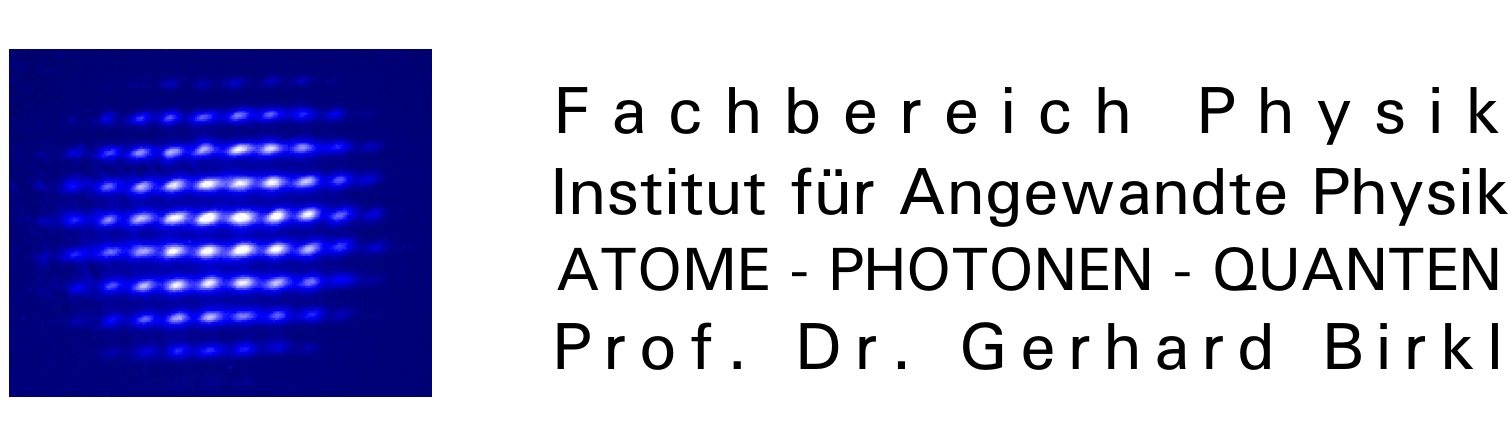 Fachbereich Physik
Institut für Angewandte Physik
ATOME - PHOTONEN - QUANTEN
Prof. Dr. Gerhard Birkl